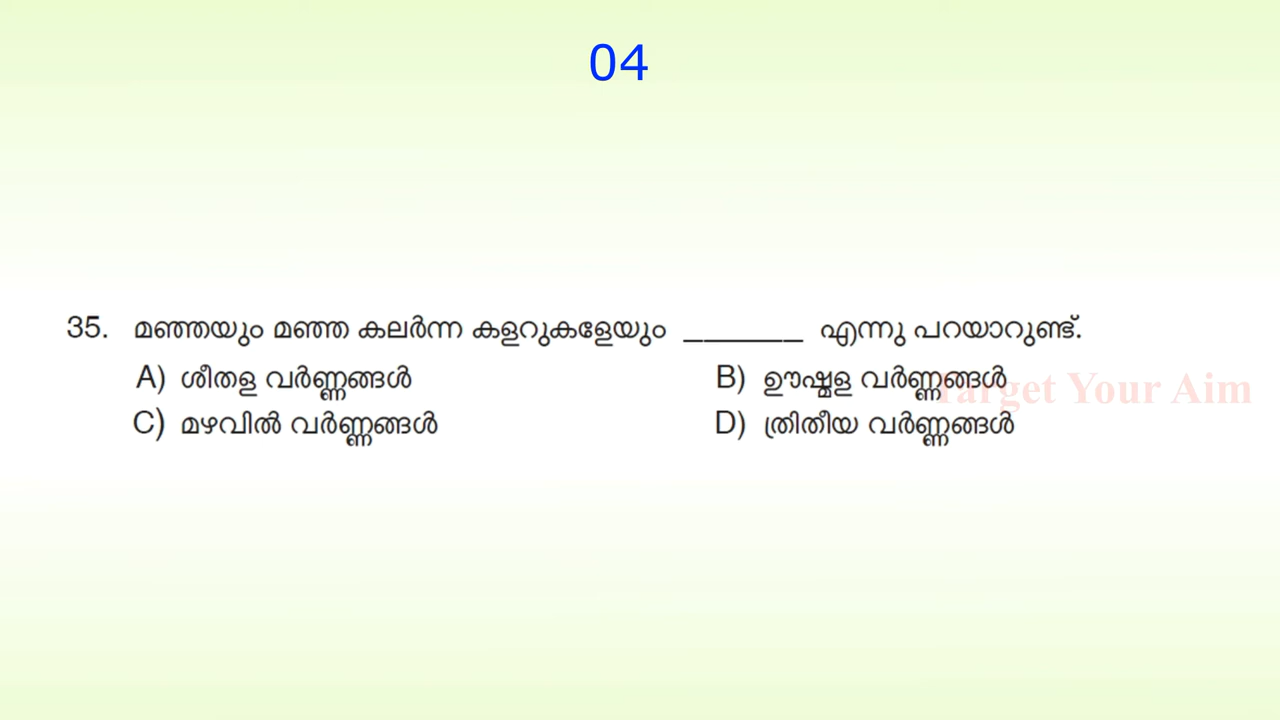 04
35. മഞ്ഞയും മഞ്ഞ കലർന്ന കളറുകളേയും ______ എന്നു പറയാറുണ്ട്.
A) ശീതള വർണ്ണങ്ങൾ B) ഊഷ്മള വർണ്ണങ്ങൾ
Target Your Aim
C) മഴവിൽ വർണ്ണങ്ങൾ D) ത്രിതീയ വർണ്ണങ്ങൾ